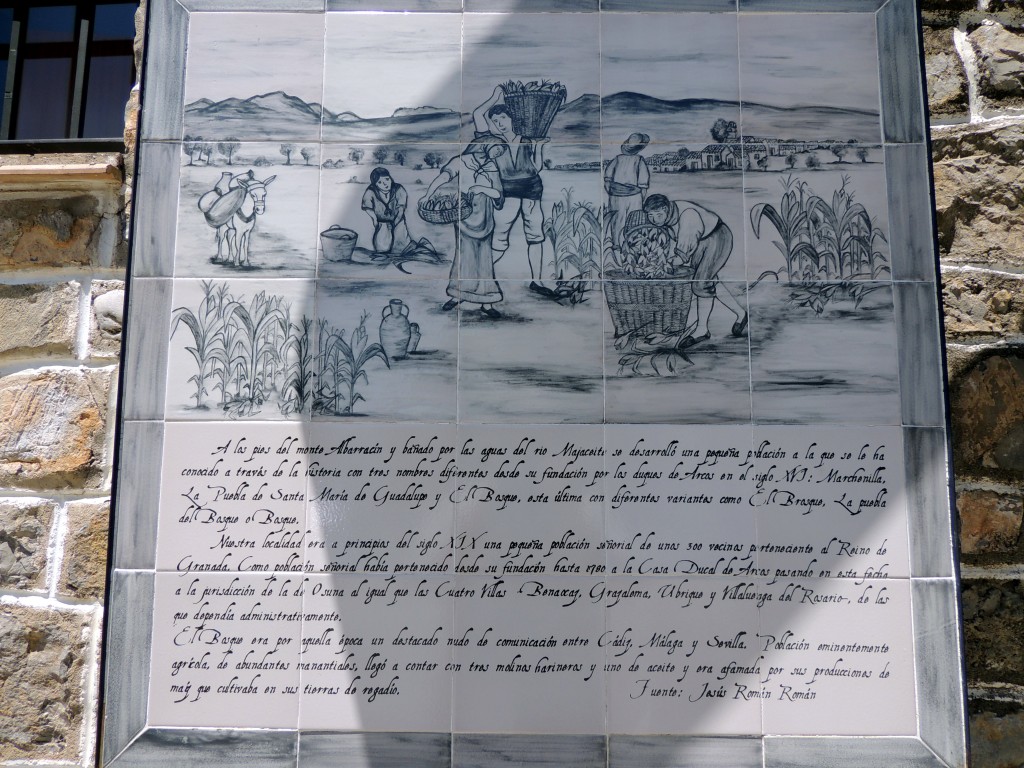 A los pies del monte Albarracín y bañado por las aguas del rio Majaceite se desarrolló una pequeña población a la que se le ha
conocido a través de la historia con tres nombres diferentes desde su fundación por los duques de Arcos en el siglo XVI: Marchenilla,
La Puebla de Santa María de Guadalupe y El Bosque, esta última con diferentes variantes como El Brosque, La puebla
del Bosque o Bosque.
Nuestra localidad era a principios del siglo XIX una pequeña población señorial de unos 300 vecinos perteneciente al Reino de
Granada. Como población señorial había pertenecido desde su fundación hasta 1780 a la Casa Ducal de Arcos pasando en esta fecha
a la jurisdicción de la de Osuna al igual que las Cuatro Villas - Benaocaz, Grazalema, Ubrique y Villaluenga del Rosario-, de las
que dependía administrativamente.
El Bosque era por aquella época un destacado nudo de comunicación entre Cádiz, Málaga y Sevilla. Población eminentemente
agrícola, de abundantes manantiales, llegó a contar con tres molinos harineros y uno de aceite y era afamada por sus producciones de
maíz que cultivaba en sus tierras de regadío. Fuente: Jesús Román Román